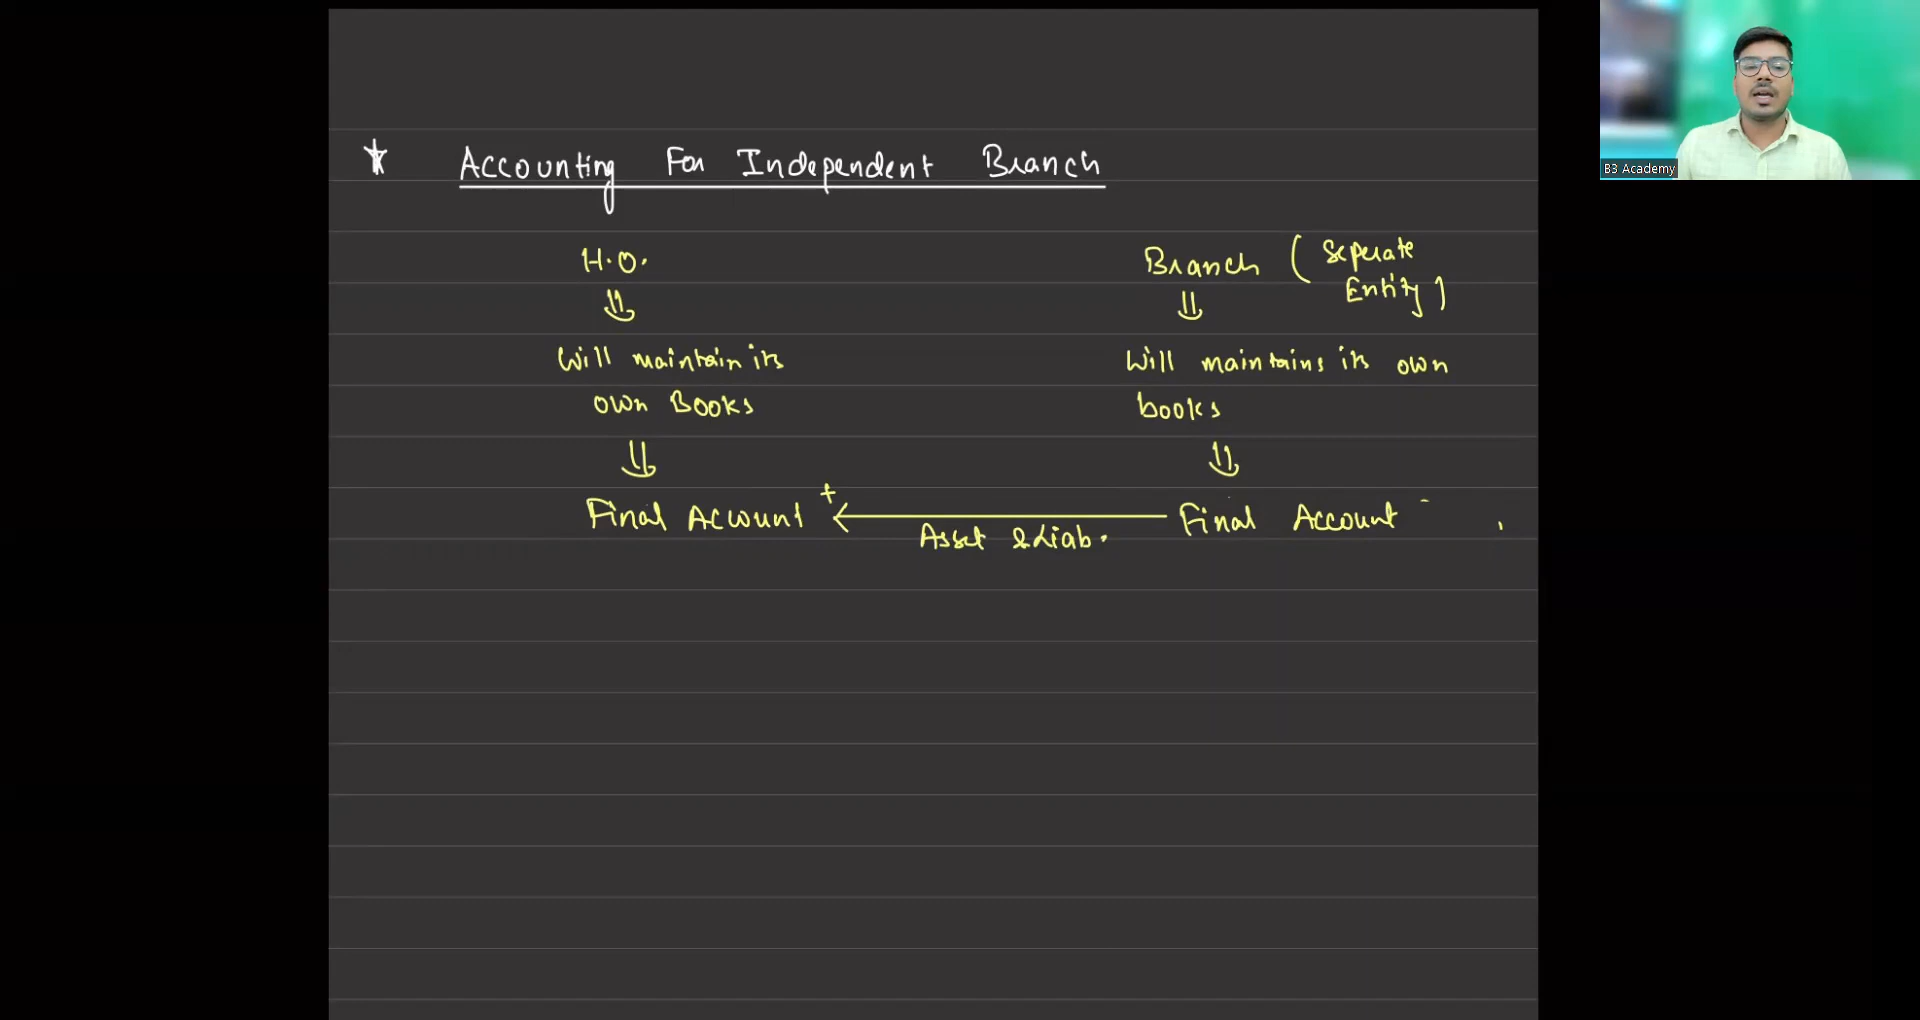 * Accounting For Independent Branch
H.O.
Branch (Seperate
Entity)
Will maintain its
own Books
Will maintains its own
books
Final Account +
Asset & Liab.
Final Account
B3 Academy